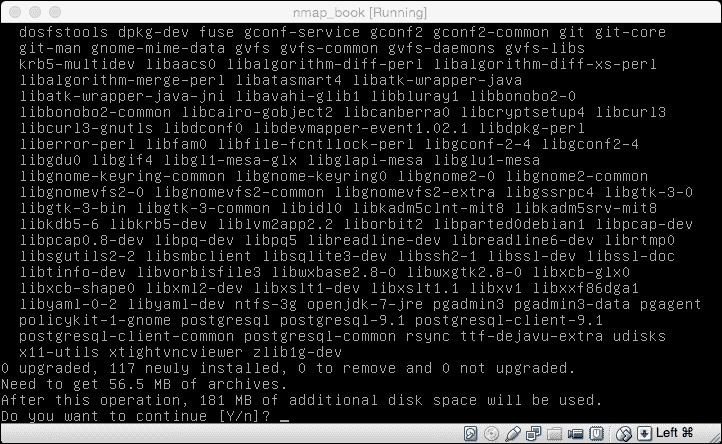 nmap_book [Running]
dosfstools dpkg-dev fuse gconf-service gconf2 gconf2-common git git-core
git-man gnome-mime-data gvfs gvfs-common gvfs-daemons gvfs-libs
krb5-multidev libaacs0 libalgorithm-diff-perl libalgorithm-diff-xs-perl
libalgorithm-merge-perl libatasmart4 libatk-wrapper-java
libatk-wrapper-java-jni libavahi-glib1 libbluray1 libbonobo2-0
libbonobo2-common libcairo-gobject2 libcanberra0 libcryptsetup4 libcurl3
libcurl3-gnutls libdconf0 libdevmapper-event1.02.1 libdpkg-perl
liberror-perl libfam0 libfile-fcntllock-perl libgconf-2-4 libgconf2-4
libgdu0 libgif4 libgl1-mesa-glx libglapi-mesa libglu1-mesa
libgnome-keyring-common libgnome-keyring0 libgnome2-0 libgnome2-common
libgnomevfs2-0 libgnomevfs2-common libgnomevfs2-extra libgssrpc4 libgtk-3-0
libgtk-3-bin libgtk-3-common libidl0 libkadm5clnt-mit8 libkadm5srv-mit8
libkdb5-6 libkrb5-dev liblvm2app2.2 liborbit2 libparted0debian1 libpcap-dev
libpcap0.8-dev libpq-dev libpq5 libreadline-dev libreadline6-dev librtmp0
libsgutils2-2 libsmbclient libsqlite3-dev libssh2-1 libssl-dev libssl-doc
libtinfo-dev libvorbisfile3 libwxbase2.8-0 libwxgtk2.8-0 libxcb-glx0
libxcb-shape0 libxml2-dev libxslt1-dev libxslt1.1 libxv1 libxxf86dga1
libyaml-0-2 libyaml-dev ntfs-3g openjdk-7-jre pgadmin3 pgadmin3-data pgagent
policykit-1-gnome postgresql postgresql-9.1 postgresql-client-9.1
postgresql-client-common postgresql-common rsync ttf-dejavu-extra udisks
x11-utils xtightvncviewer zlib1g-dev
0 upgraded, 117 newly installed, 0 to remove and 0 not upgraded.
Need to get 56.5 MB of archives.
After this operation, 181 MB of additional disk space will be used.
Do you want to continue [Y/n]? _
Left ⌘